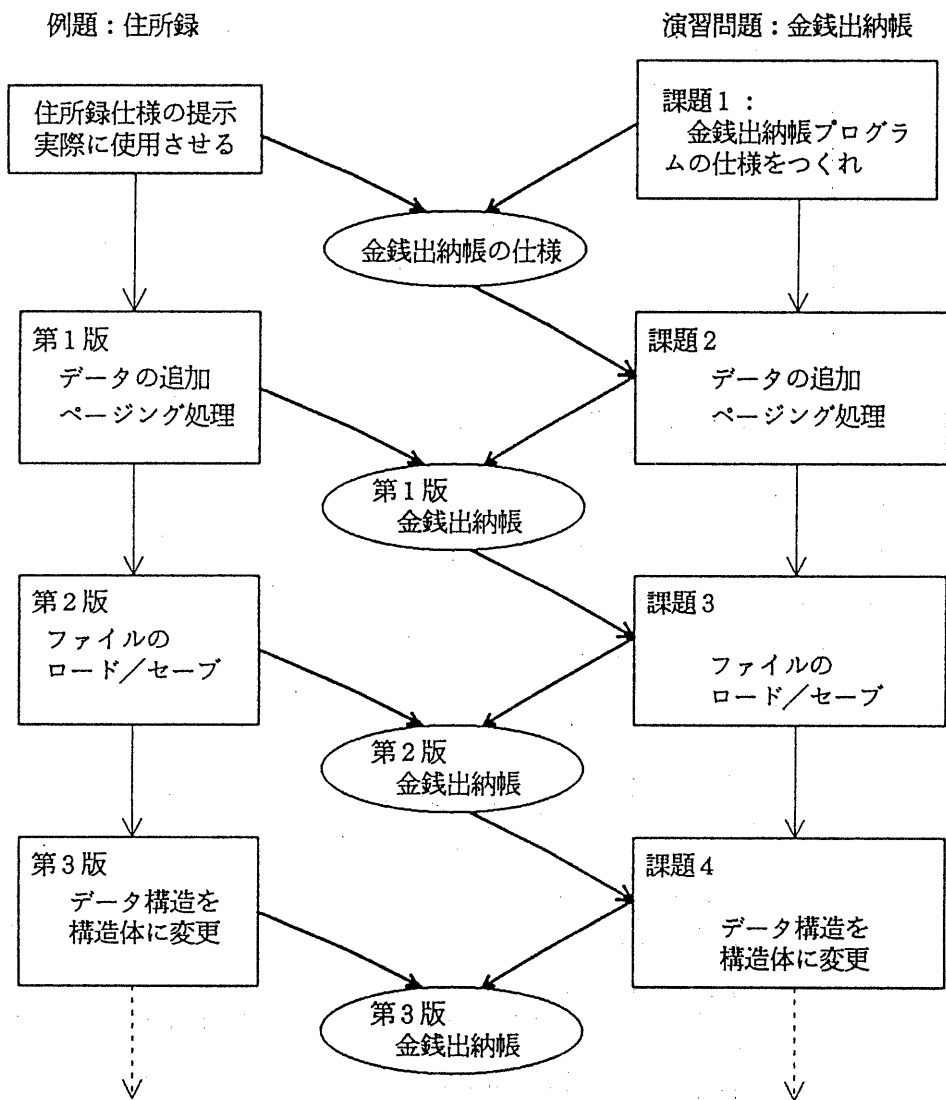 例題：住所録
演習問題：金銭出納帳
住所録仕様の提示
実際に使用させる
課題１：
金銭出納帳プログラ
ムの仕様をつくれ
金銭出納帳の仕様
第１版
データの追加
ページング処理
課題２
データの追加
ページング処理
第１版
金銭出納帳
第２版
ファイルの
ロード／セーブ
課題３
ファイルの
ロード／セーブ
第２版
金銭出納帳
第３版
データ構造を
構造体に変更
課題４
データ構造を
構造体に変更
第３版
金銭出納帳